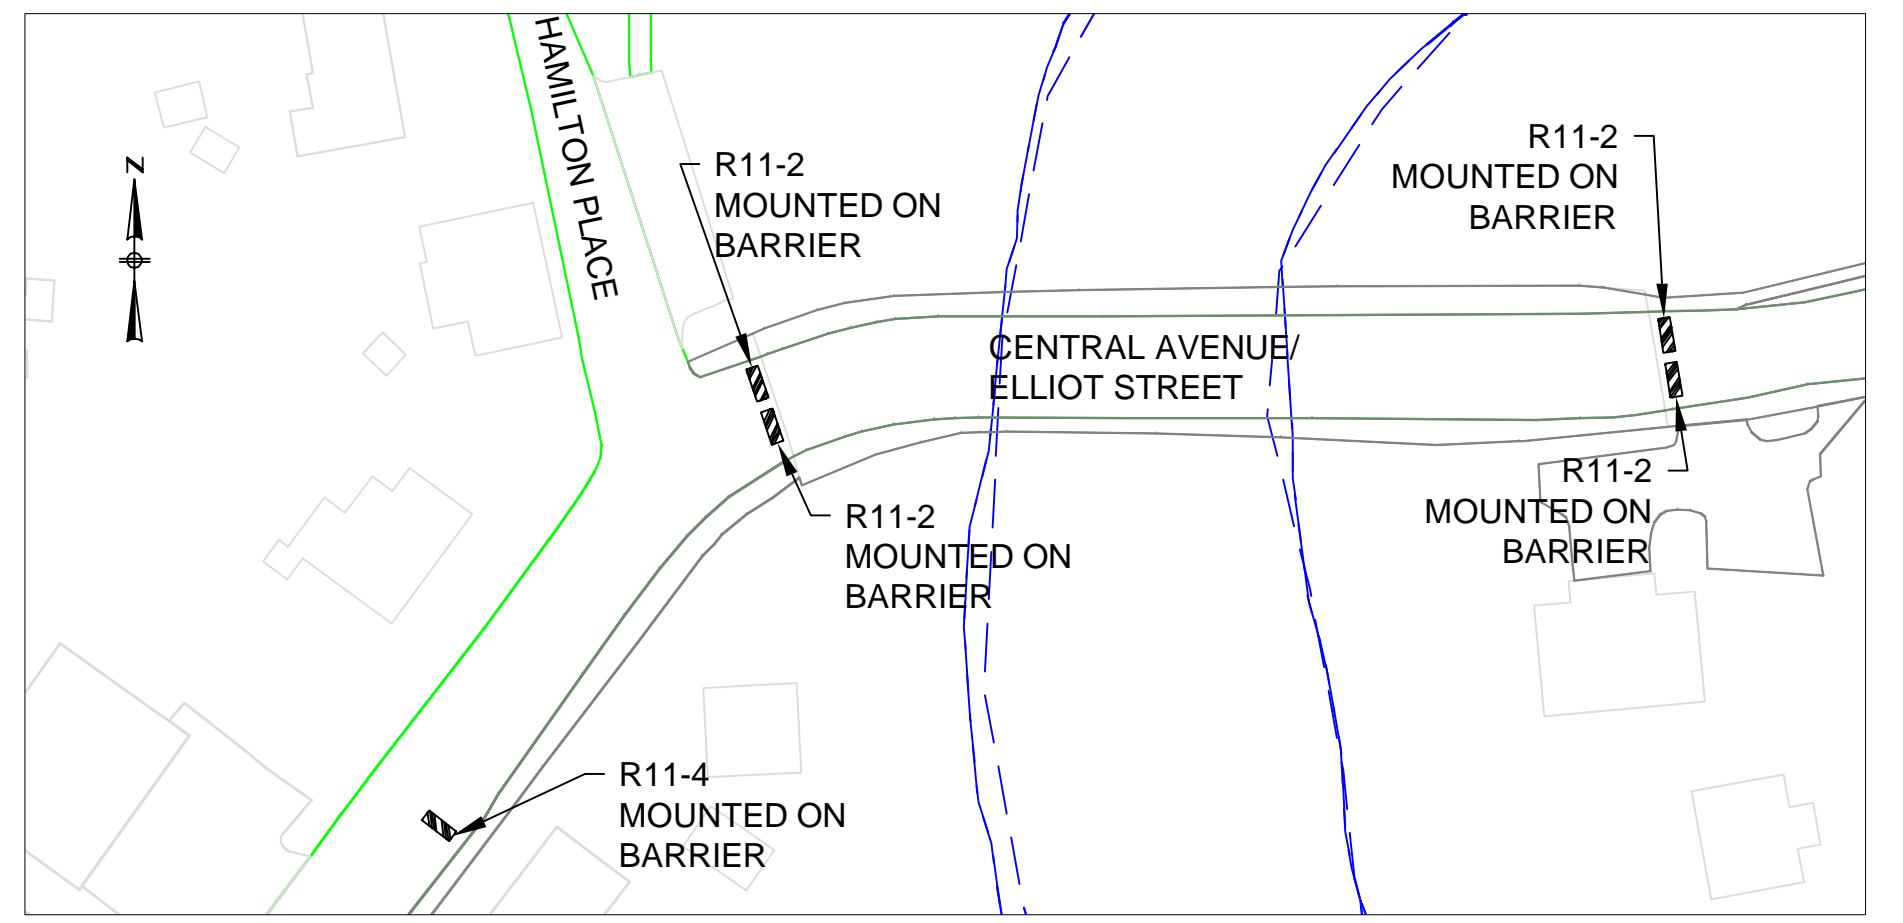 HAMILTON PLACE
N
R11-2
MOUNTED ON
BARRIER
R11-2
MOUNTED ON
BARRIER
CENTRAL AVENUE/
ELLIOT STREET
R11-2
MOUNTED ON
BARRIER
R11-2
MOUNTED ON
BARRIER
R11-4
MOUNTED ON
BARRIER